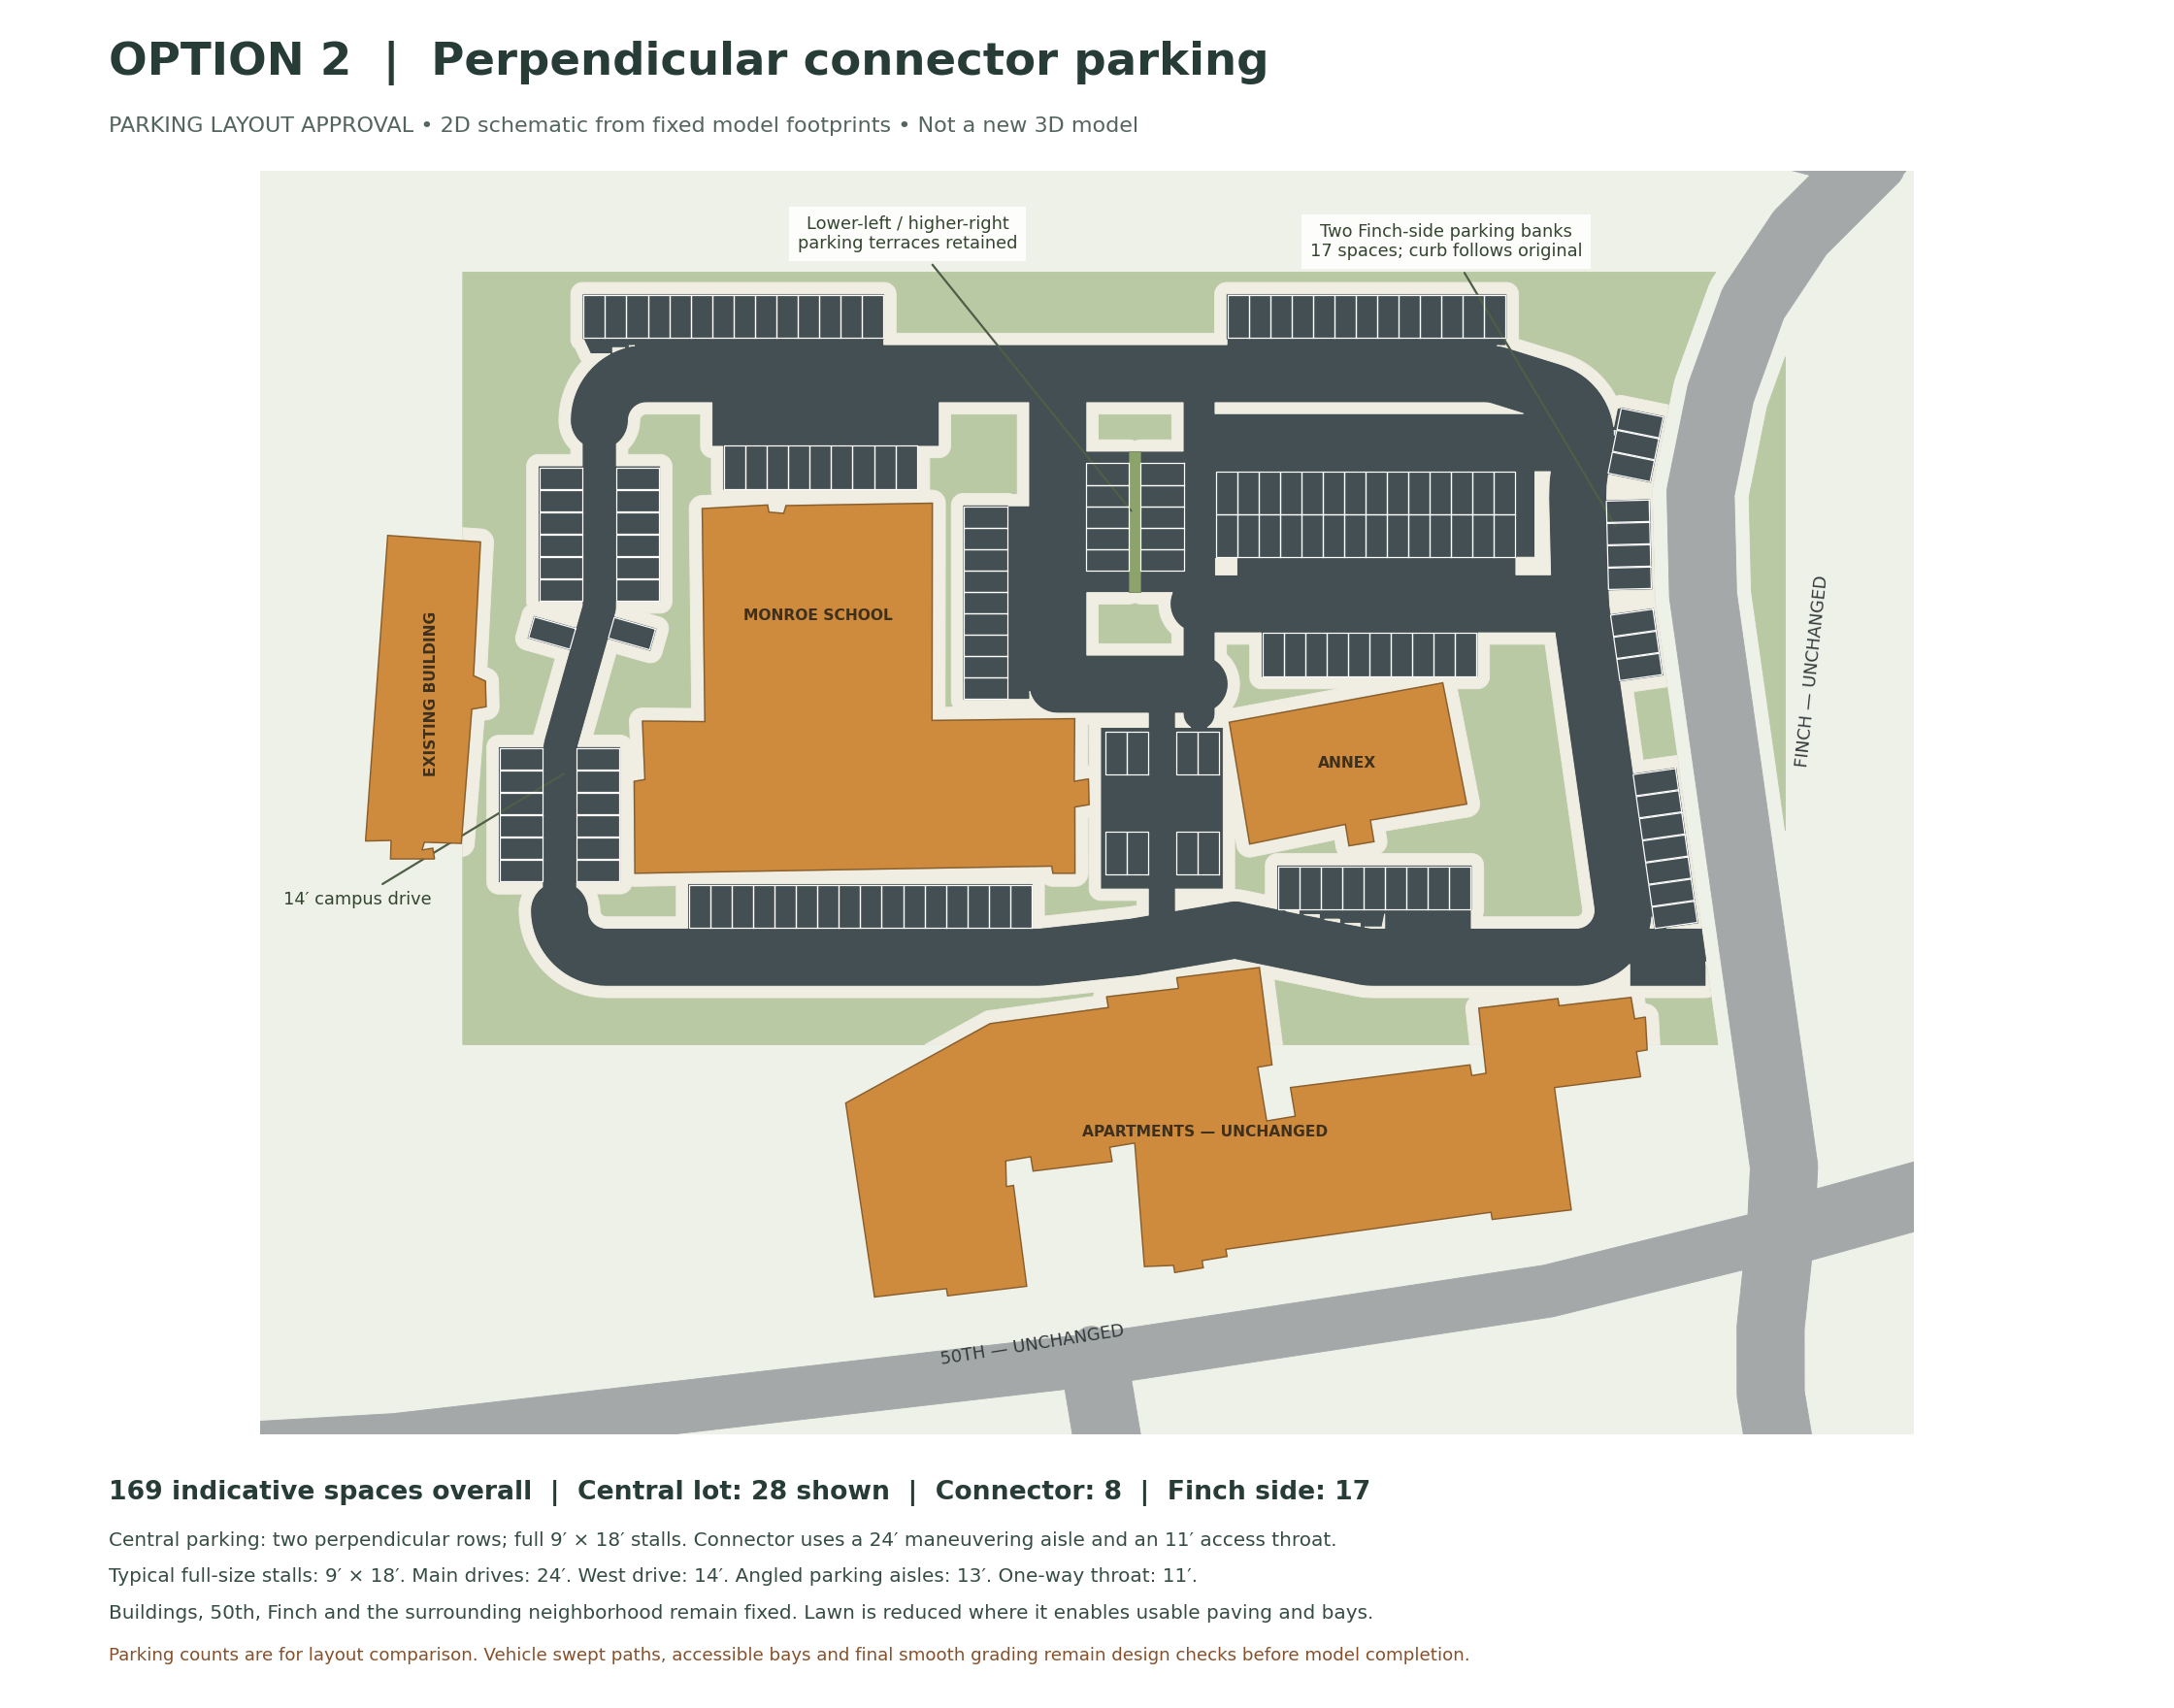 OPTION 2 | Perpendicular connector parking
PARKING LAYOUT APPROVAL • 2D schematic from fixed model footprints • Not a new 3D model
Lower-left / higher-right
parking terraces retained
Two Finch-side parking banks
17 spaces; curb follows original
EXISTING BUILDING
MONROE SCHOOL
ANNEX
FINCH — UNCHANGED
14′ campus drive
APARTMENTS — UNCHANGED
50TH — UNCHANGED
169 indicative spaces overall | Central lot: 28 shown | Connector: 8 | Finch side: 17
Central parking: two perpendicular rows; full 9′ × 18′ stalls. Connector uses a 24′ maneuvering aisle and an 11′ access throat.
Typical full-size stalls: 9′ × 18′. Main drives: 24′. West drive: 14′. Angled parking aisles: 13′. One-way throat: 11′.
Buildings, 50th, Finch and the surrounding neighborhood remain fixed. Lawn is reduced where it enables usable paving and bays.
Parking counts are for layout comparison. Vehicle swept paths, accessible bays and final smooth grading remain design checks before model completion.